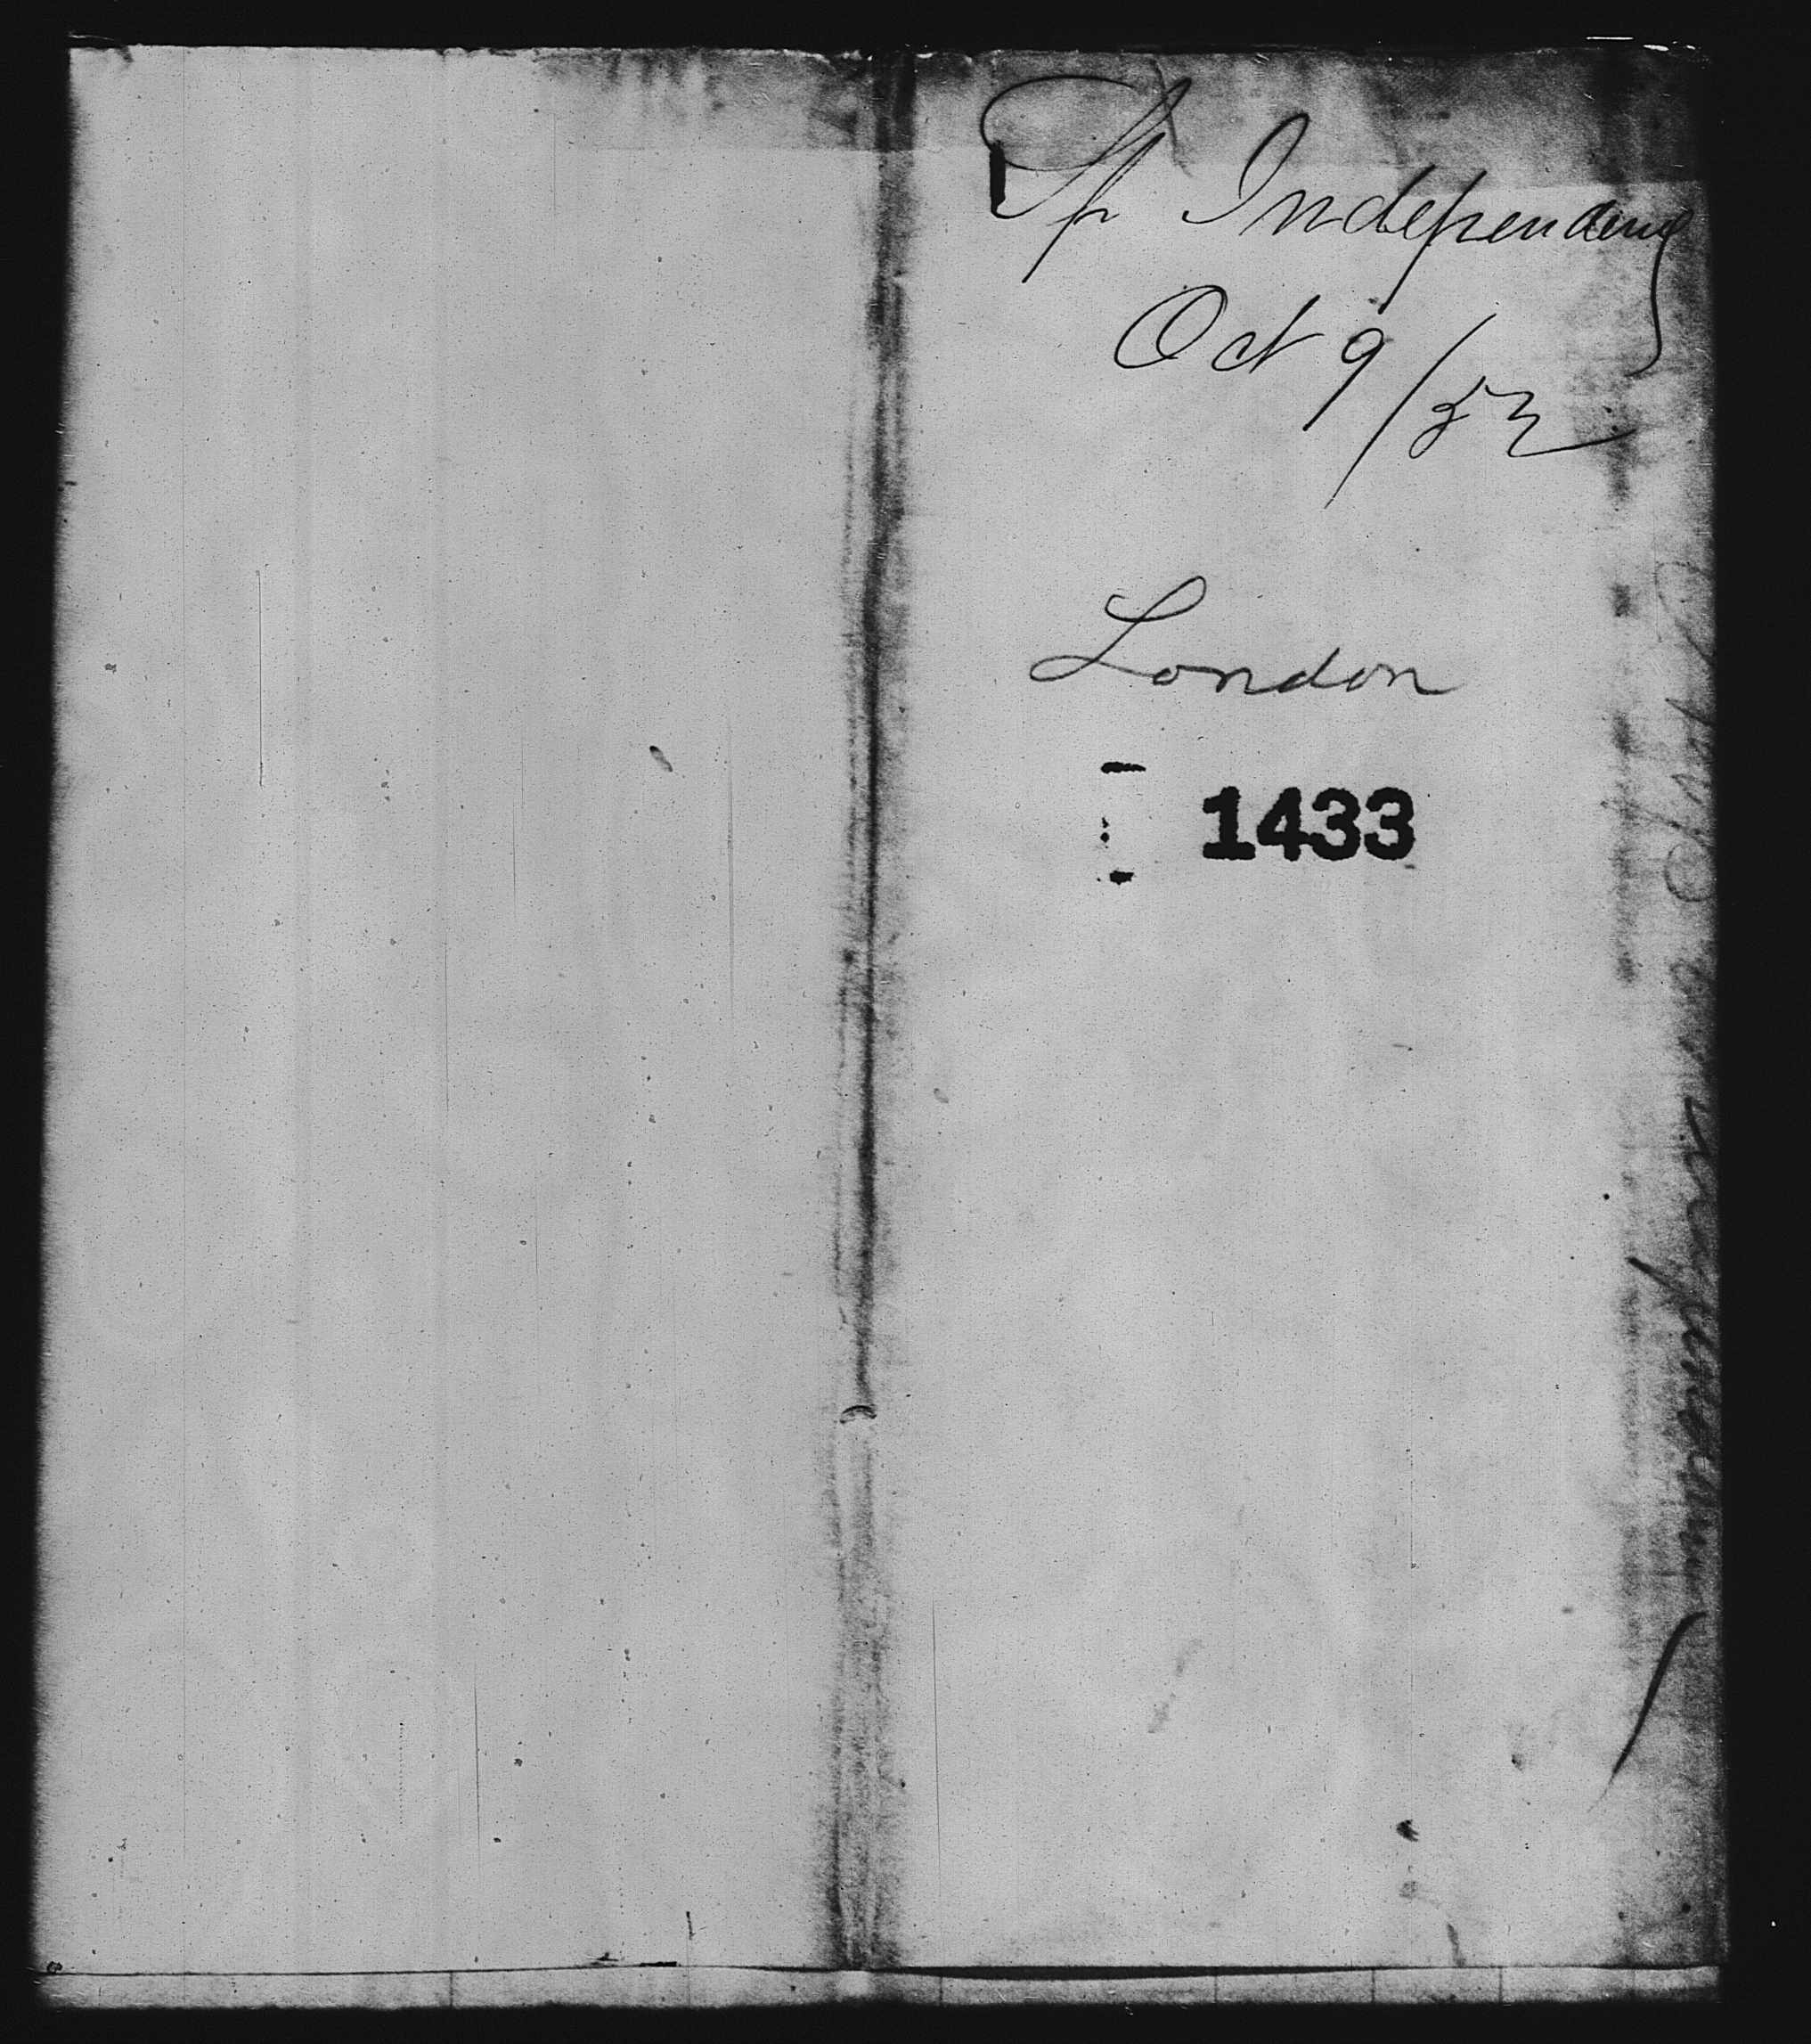 Sp Independence
Oct 9/52
London
1433